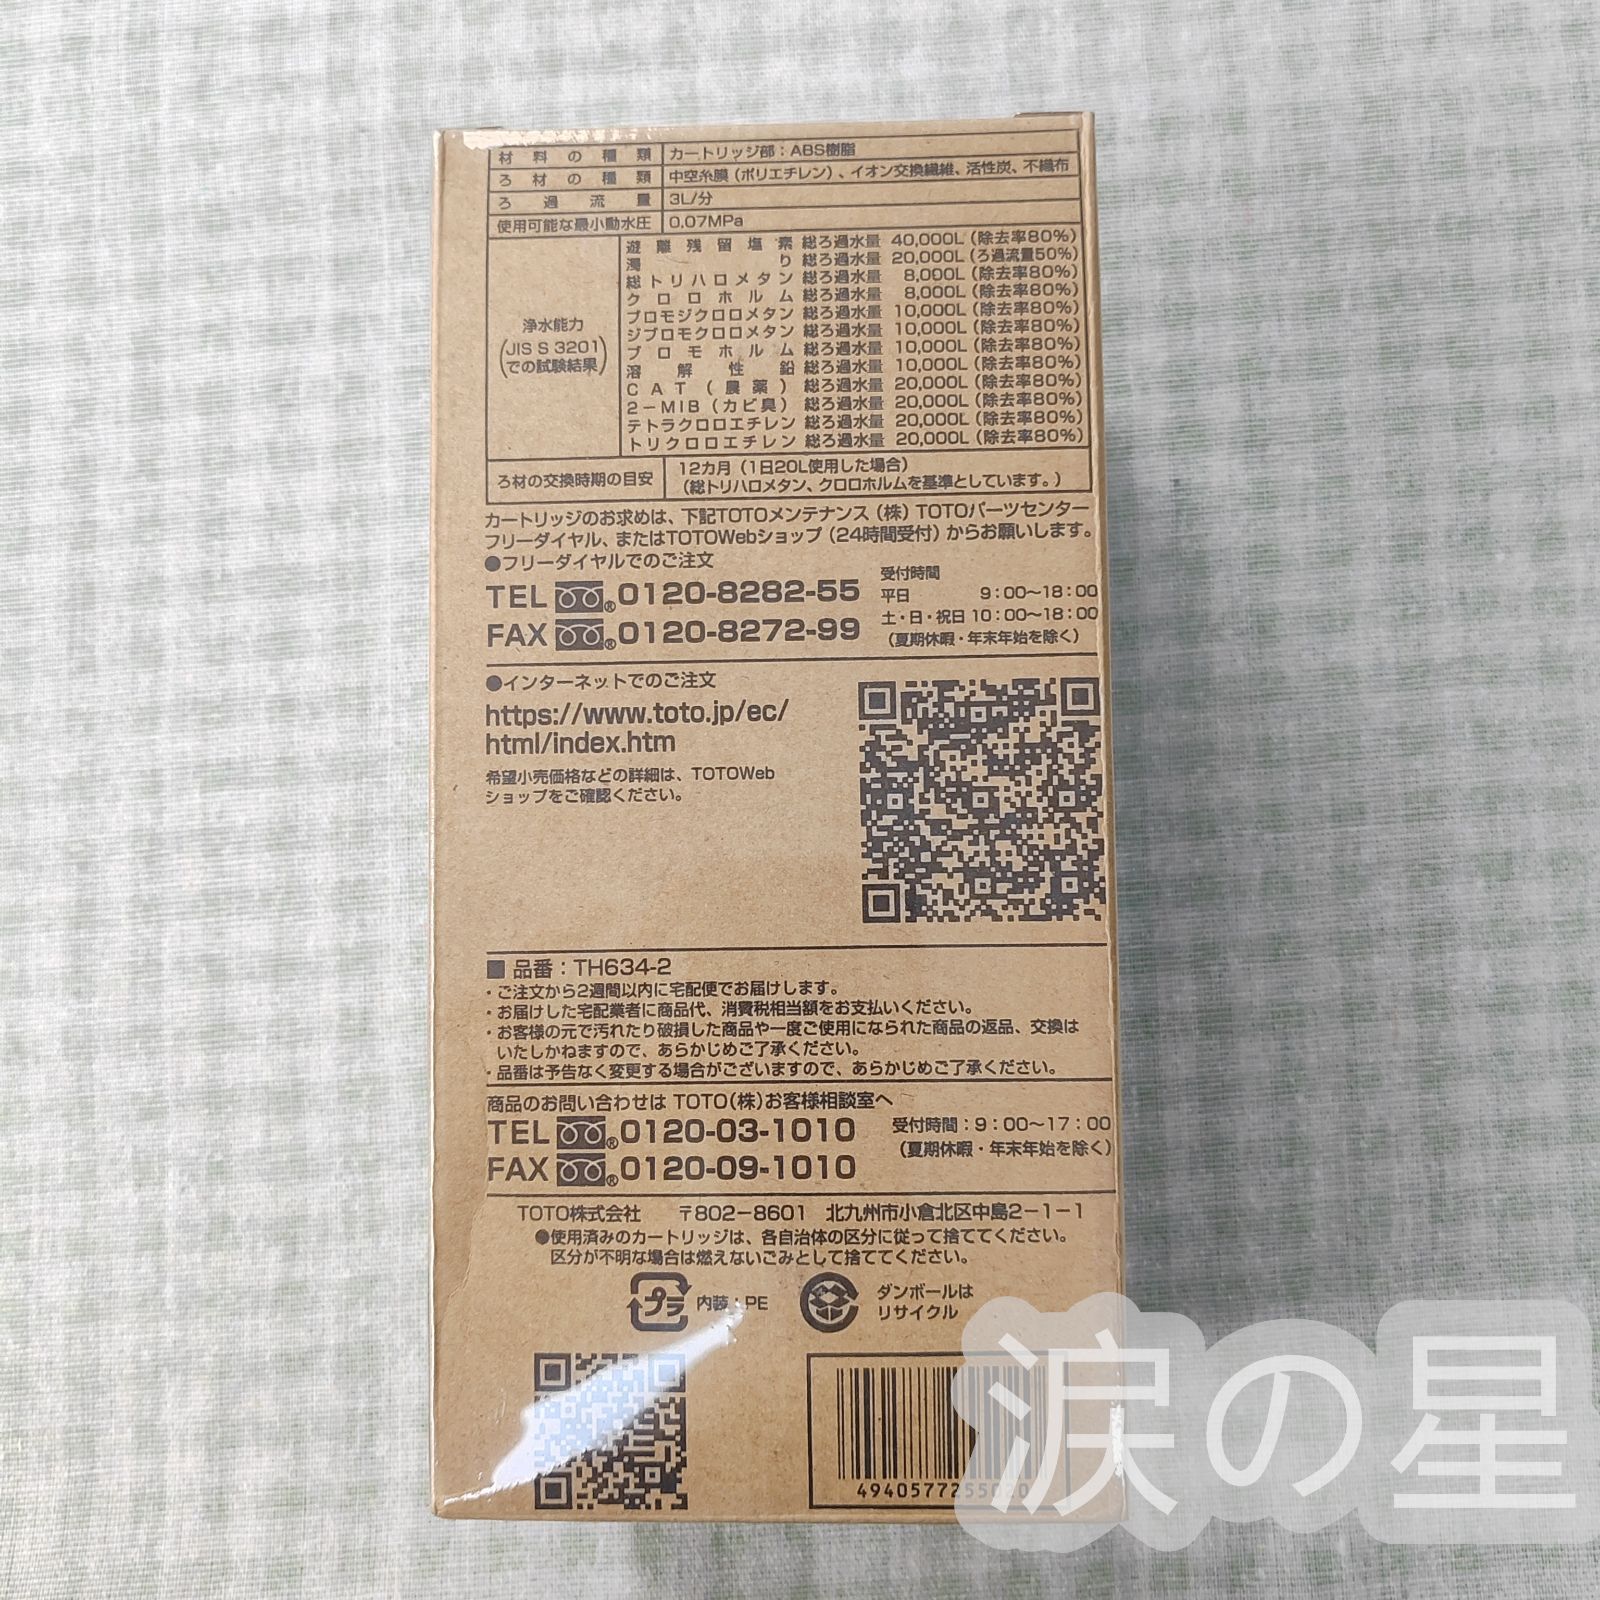 材料の種類 カートリッジ部：ABS樹脂
ろ材の種類 中空糸膜（ポリエチレン）、イオン交換繊維、活性炭、不織布
ろ過流量 3L/分
使用可能な最小動水圧 0.07MPa
浄水能力
(JIS S 3201)
での試験結果
遊離残留塩素 総ろ過水量 40,000L（除去率80%）
濁り 総ろ過水量 20,000L（ろ過流量50%）
総トリハロメタン 総ろ過水量 8,000L（除去率80%）
クロロホルム 総ろ過水量 8,000L（除去率80%）
ブロモジクロロメタン 総ろ過水量 10,000L（除去率80%）
ジブロモクロロメタン 総ろ過水量 10,000L（除去率80%）
ブロモホルム 総ろ過水量 10,000L（除去率80%）
溶解性鉛 総ろ過水量 10,000L（除去率80%）
CAT（農薬） 総ろ過水量 20,000L（除去率80%）
2－MIB（カビ臭） 総ろ過水量 20,000L（除去率80%）
テトラクロロエチレン 総ろ過水量 20,000L（除去率80%）
トリクロロエチレン 総ろ過水量 20,000L（除去率80%）
ろ材の交換時期の目安 12カ月（1日20L使用した場合）
（総トリハロメタン、クロロホルムを基準としています。）
カートリッジのお求めは、下記TOTOメンテナンス（株）TOTOパーツセンター
フリーダイヤル、またはTOTOWebショップ（24時間受付）からお願いします。
●フリーダイヤルでのご注文
TEL 0120-8282-55
FAX 0120-8272-99
受付時間
平日 9：00〜18：00
土・日・祝日 10：00〜18：00
（夏期休暇・年末年始を除く）
●インターネットでのご注文
https://www.toto.jp/ec/
html/index.htm
希望小売価格などの詳細は、TOTOWeb
ショップをご確認ください。
■ 品番：TH634-2
・ご注文から2週間以内に宅配便でお届けします。
・お届けした宅配業者に商品代、消費税相当額をお支払いください。
・お客様の元で汚れたり破損した商品や一度ご使用になられた商品の返品、交換は
いたしかねますので、あらかじめご了承ください。
・品番は予告なく変更する場合がございますので、あらかじめご了承ください。
商品のお問い合わせは TOTO（株）お客様相談室へ
TEL 0120-03-1010
FAX 0120-09-1010
受付時間：9：00〜17：00
（夏期休暇・年末年始を除く）
TOTO株式会社 〒802－8601 北九州市小倉北区中島2－1－1
●使用済みのカートリッジは、各自治体の区分に従って捨ててください。
区分が不明な場合は燃えないごみとして捨ててください。
プラ 内装：PE
ダンボールは
リサイクル
涙の星